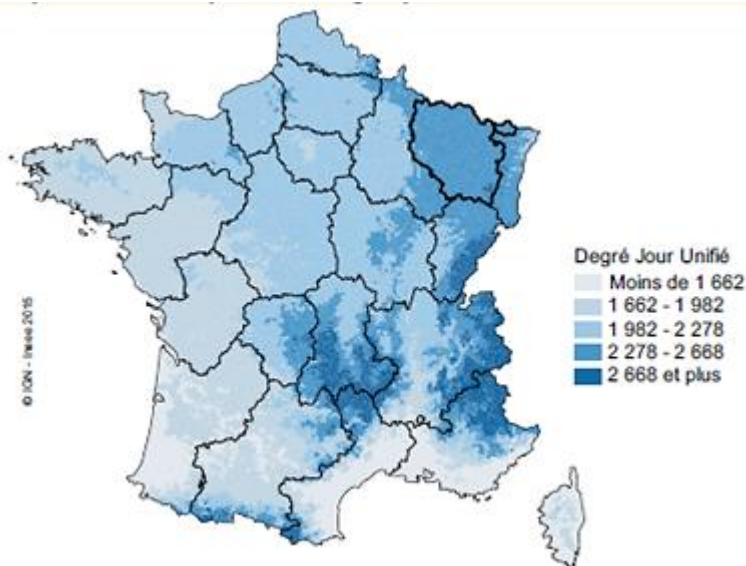 Degré Jour Unifié
Moins de 1 662
1 662 - 1 982
1 982 - 2 278
2 278 - 2 668
2 668 et plus
© IGN - Insee 2015